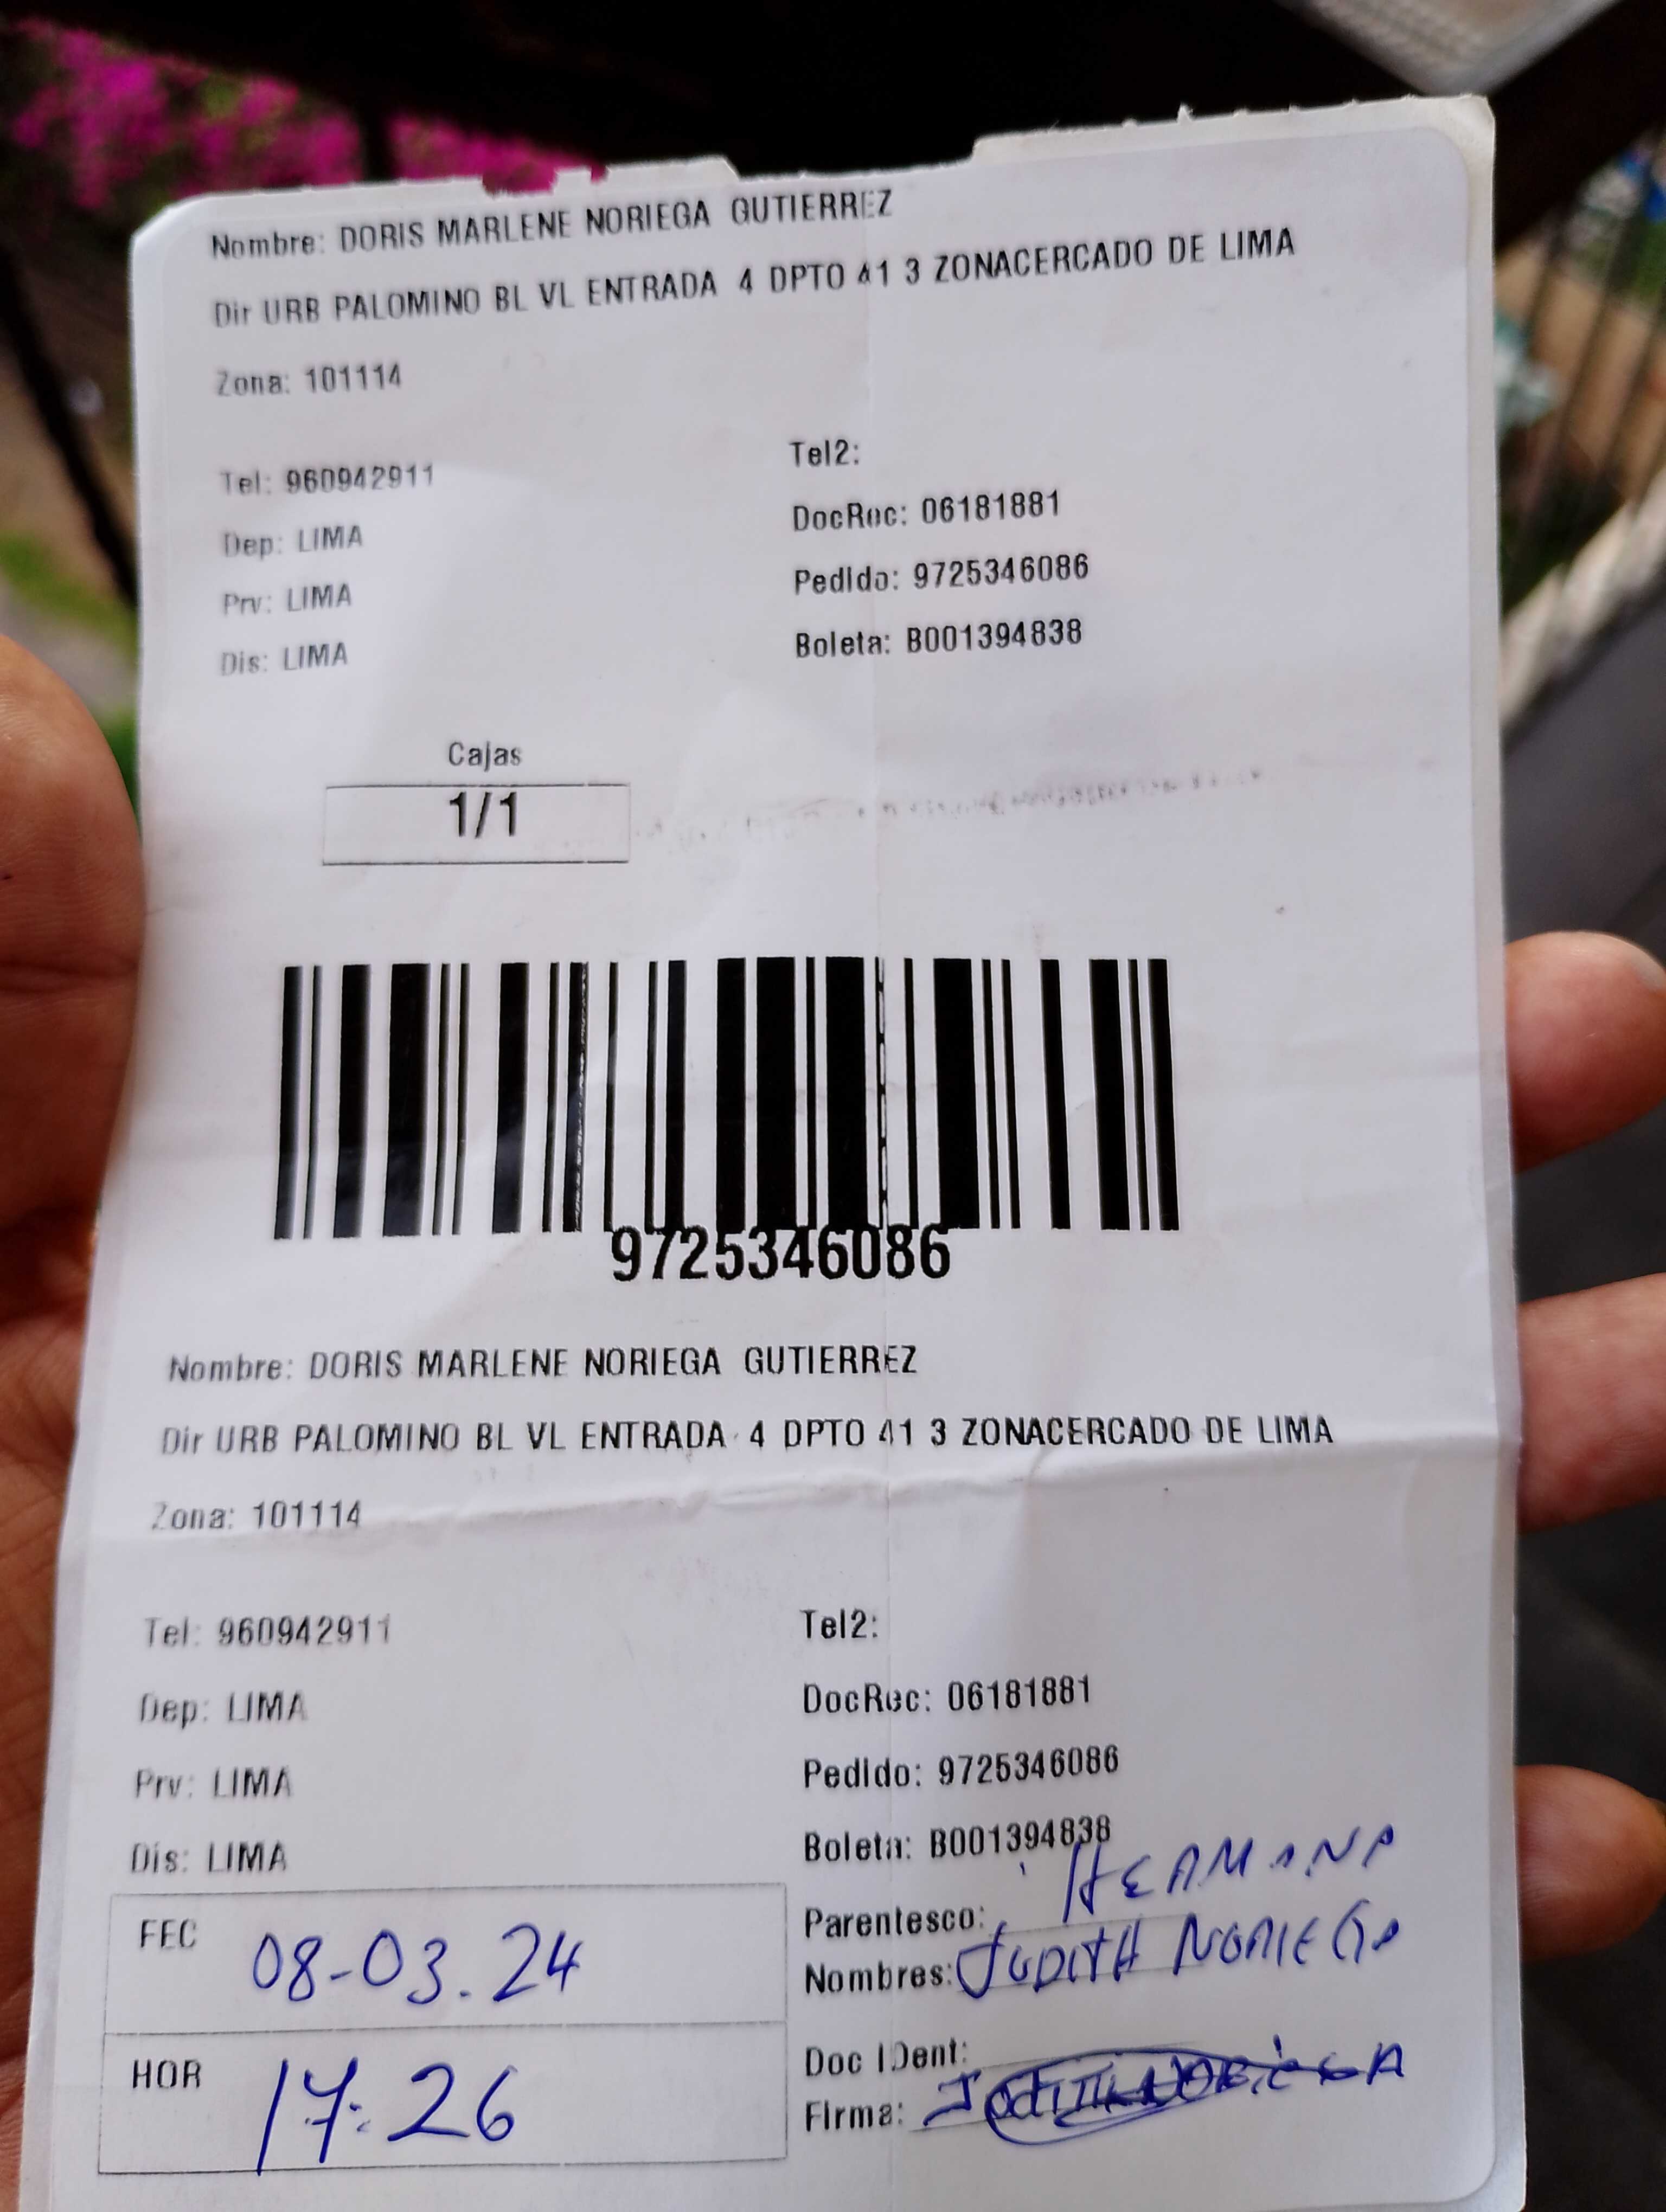 Nombre: DORIS MARLENE NORIEGA GUTIERREZ
Dir URB PALOMINO BL VL ENTRADA 4 DPTO 41 3 ZONACERCADO DE LIMA
Zona: 101114
Tel: 960942911
Tel2:
Dep: LIMA
DocRec: 06181881
Prv: LIMA
Pedido: 9725346086
Dis: LIMA
Boleta: B001394838
Cajas
1/1
9725346086
Nombre: DORIS MARLENE NORIEGA GUTIERREZ
Dir URB PALOMINO BL VL ENTRADA 4 DPTO 41 3 ZONACERCADO DE LIMA
Zona: 101114
Tel: 960942911
Tel2:
Dep: LIMA
DocRec: 06181881
Prv: LIMA
Pedido: 9725346086
Dis: LIMA
Boleta: B001394838
FEC 08-03.24
Parentesco: HERMANA
Nombres: JUDITH NORIEGA
HOR 17:26
Doc IDent:
Firma: